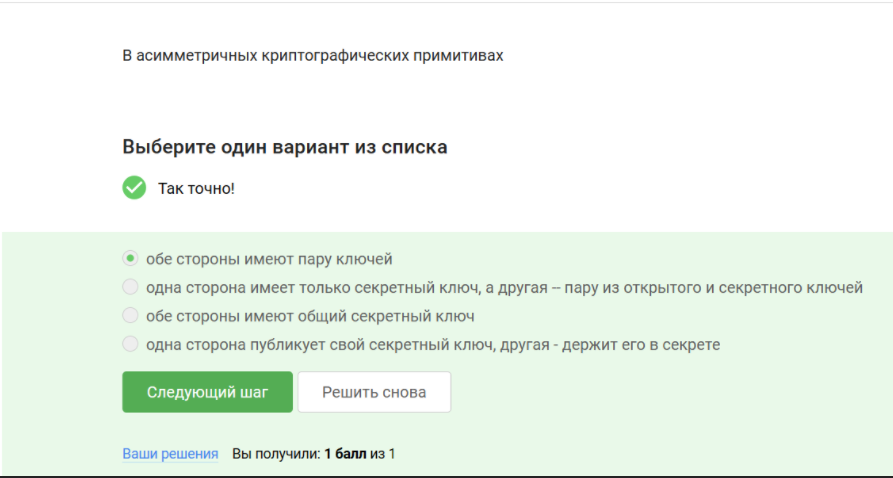 В асимметричных криптографических примитивах
Выберите один вариант из списка
Так точно!
обе стороны имеют пару ключей
одна сторона имеет только секретный ключ, а другая -- пару из открытого и секретного ключей
обе стороны имеют общий секретный ключ
одна сторона публикует свой секретный ключ, другая - держит его в секрете
Следующий шаг Решить снова
Ваши решения Вы получили: 1 балл из 1